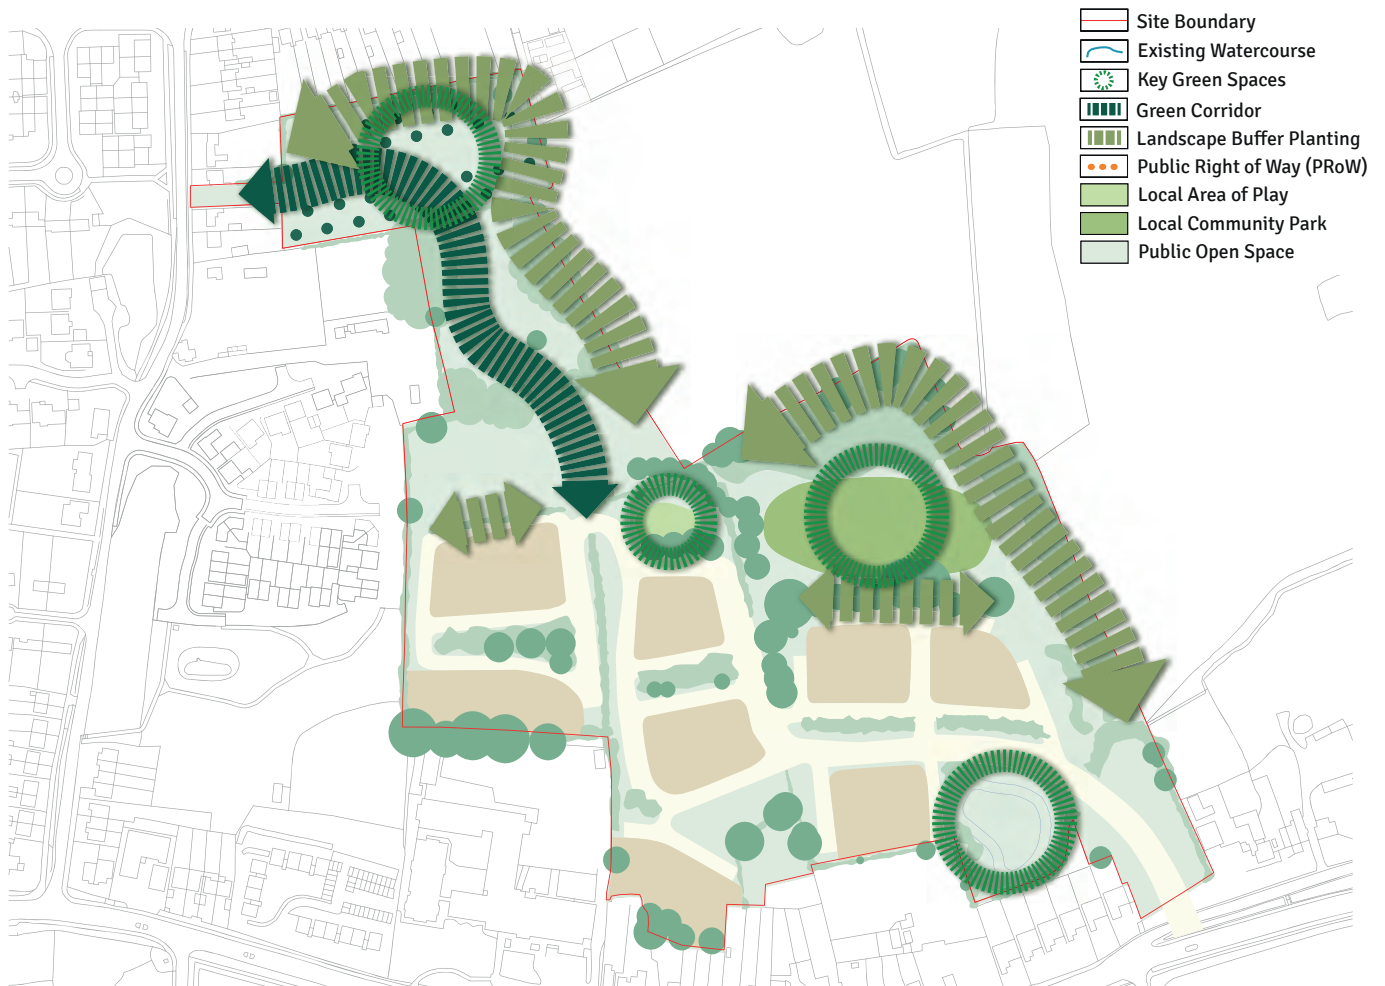 Site Boundary
Existing Watercourse
Key Green Spaces
Green Corridor
Landscape Buffer Planting
Public Right of Way (PRoW)
Local Area of Play
Local Community Park
Public Open Space